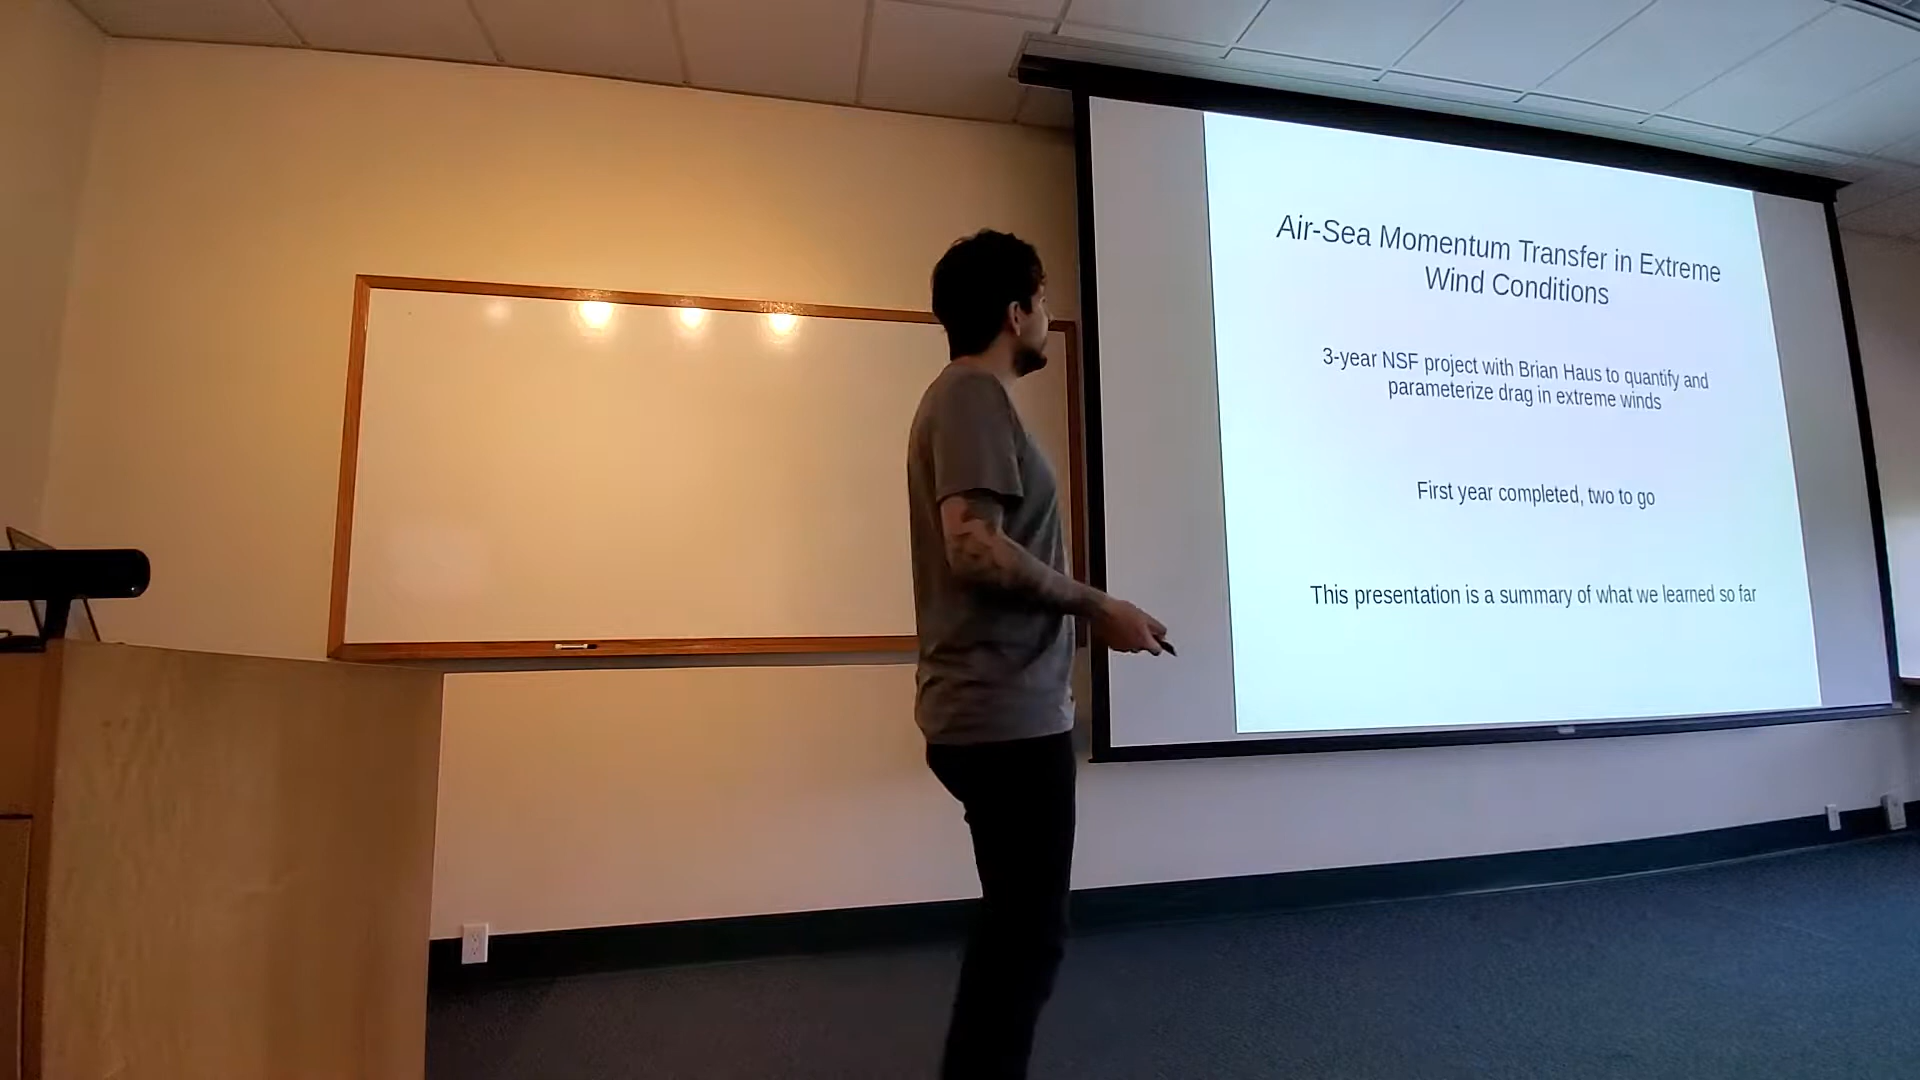 Air-Sea Momentum Transfer in Extreme
Wind Conditions
3-year NSF project with Brian Haus to quantify and
parameterize drag in extreme winds
First year completed, two to go
This presentation is a summary of what we learned so far